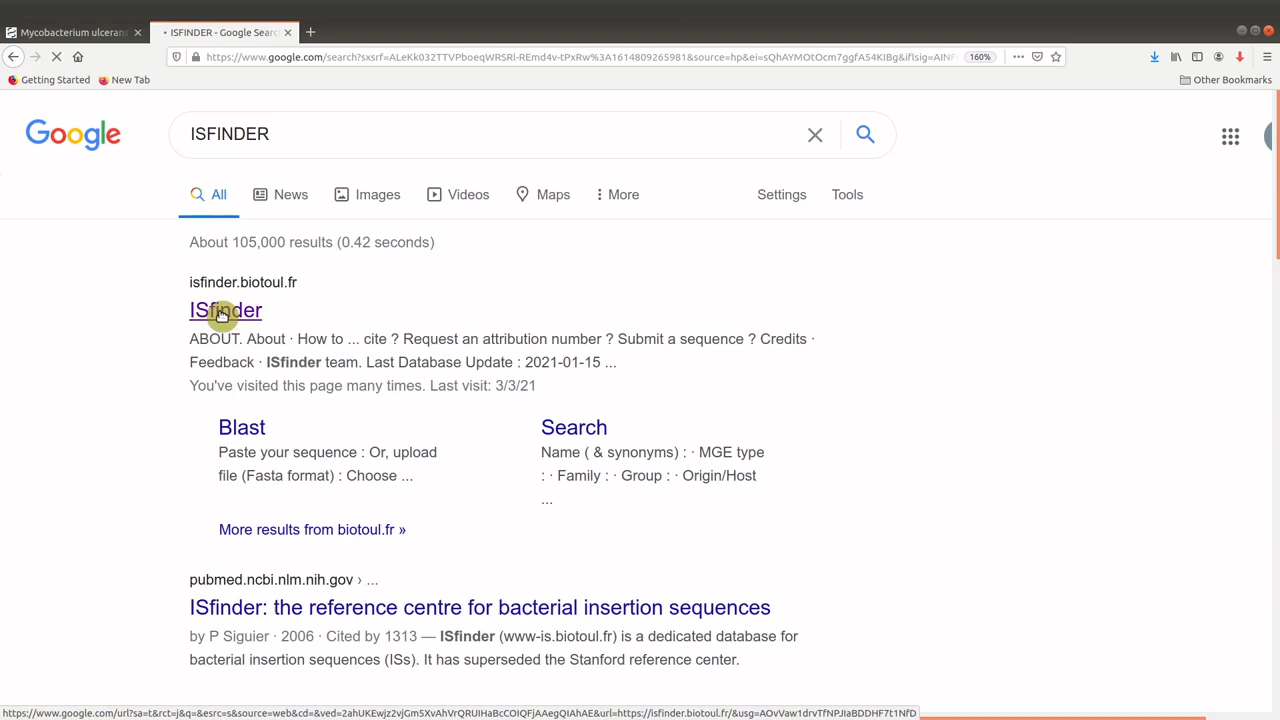 Mycobacterium ulcerans
ISFINDER - Google Searc
https://www.google.com/search?sxsrf=ALeKk032TTVPboeqWRSRl-REmd4v-tPxRw%3A1614809265981&source=hp&ei=sQhAYMOtOcm7ggfA54KIBg&iflsig=AINF
160%
Getting Started
New Tab
Other Bookmarks
Google
ISFINDER
All
News
Images
Videos
Maps
More
Settings
Tools
About 105,000 results (0.42 seconds)
isfinder.biotoul.fr
ISfinder
ABOUT. About · How to ... cite ? Request an attribution number ? Submit a sequence ? Credits ·
Feedback · ISfinder team. Last Database Update : 2021-01-15 ...
You've visited this page many times. Last visit: 3/3/21
Blast
Search
Paste your sequence : Or, upload
file (Fasta format) : Choose ...
Name ( & synonyms) : · MGE type
: · Family : · Group : · Origin/Host
...
More results from biotoul.fr »
pubmed.ncbi.nlm.nih.gov › ...
ISfinder: the reference centre for bacterial insertion sequences
by P Siguier · 2006 · Cited by 1313 — ISfinder (www-is.biotoul.fr) is a dedicated database for
bacterial insertion sequences (ISs). It has superseded the Stanford reference center.
https://www.google.com/url?sa=t&rct=j&q=&esrc=s&source=web&cd=&ved=2ahUKEwjz2vjGm5XvAhVrQRUIHaBcCOIQFjAAegQIAhAE&url=https://isfinder.biotoul.fr/&usg=AOvVaw1drvTfNPJIaBDDHF7t1NfD